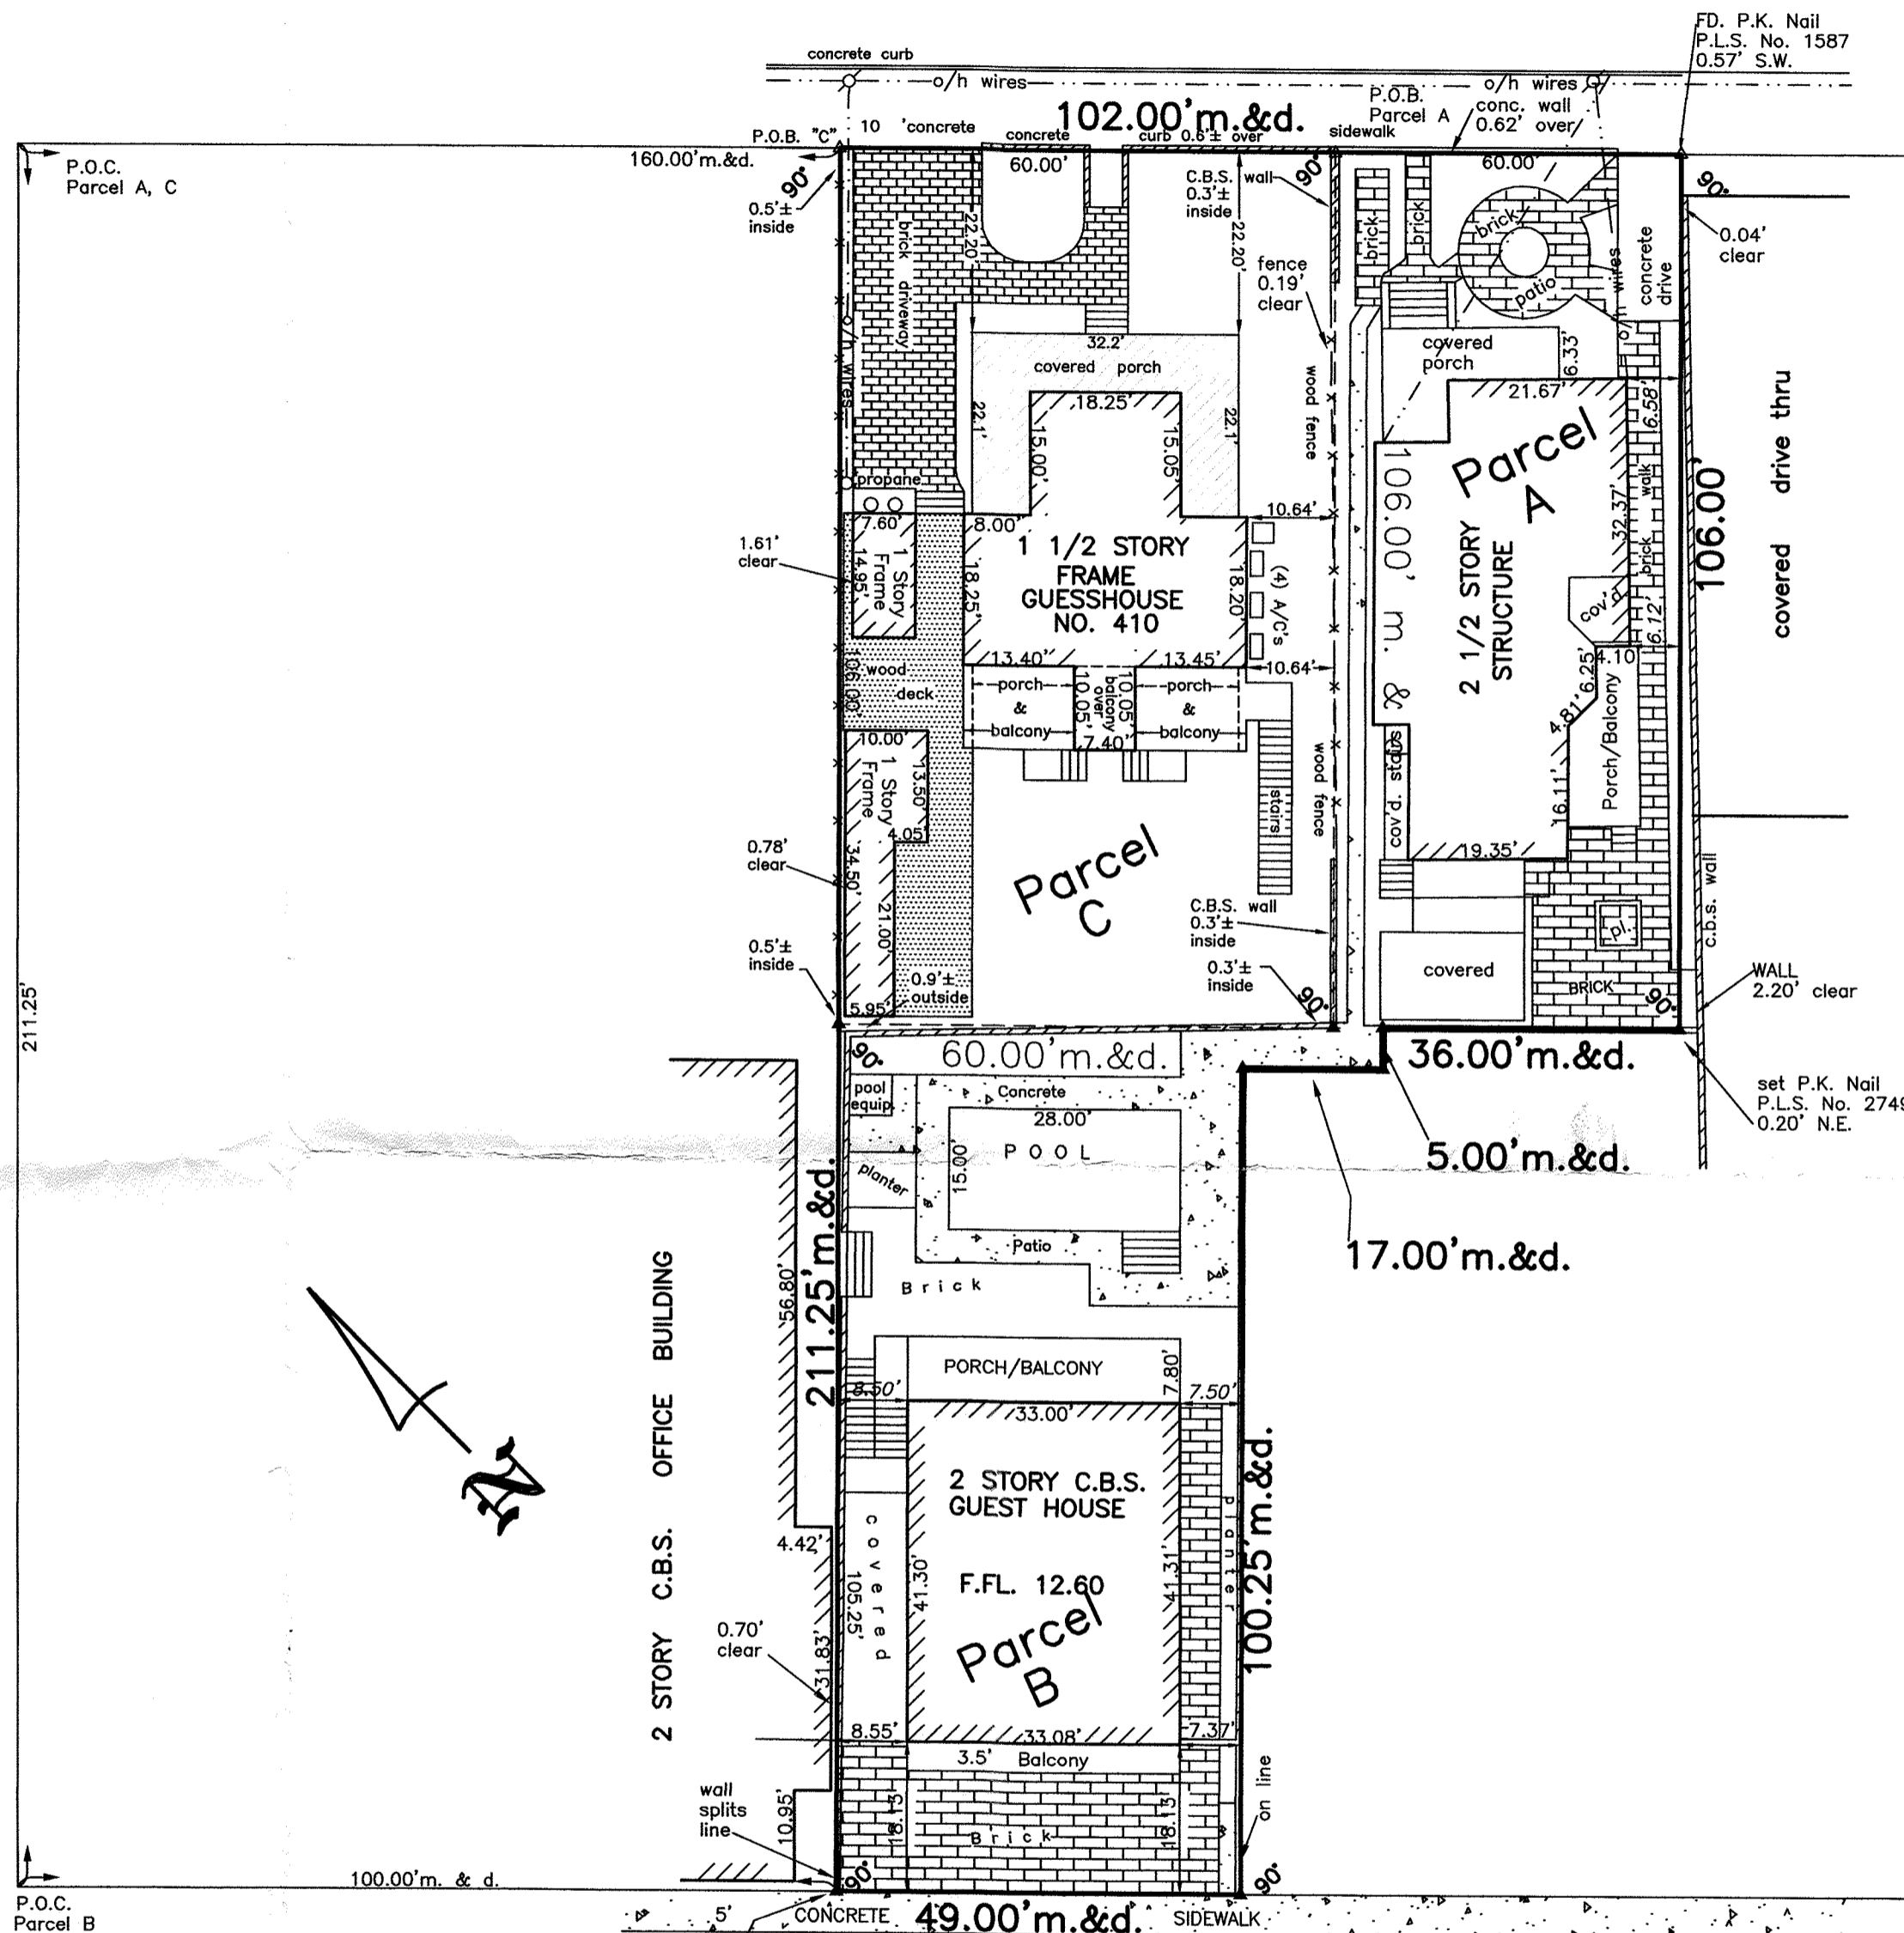 FD. P.K. Nail
P.L.S. No. 1587
0.57' S.W.
concrete curb
o/h wires
o/h wires
P.O.B.
Parcel A
conc. wall
0.62' over
102.00'm.&d.
P.O.B. "C"
10 'concrete
concrete
curb 0.6'± over
sidewalk
160.00'm.&d.
P.O.C.
Parcel A, C
90°
60.00'
90°
60.00'
90°
0.5'±
inside
C.B.S. wall
0.3'±
inside
22.20'
22.20'
brick driveway
brick
brick
brick
patio
o/h wires
concrete
drive
0.04'
clear
fence
0.19'
clear
o/h wires
32.2'
covered porch
covered
porch
6.33'
21.67'
6.58'
18.25'
22.1'
15.00'
15.05'
22.1'
wood fence
Parcel
A
106.00' m. &
106.00'
covered drive thru
propane
7.60'
8.00'
10.64'
1.61'
clear
14.95'
1 Story
Frame
18.25'
1 1/2 STORY
FRAME
GUESSHOUSE
NO. 410
18.20'
(4) A/C's
2 1/2 STORY
STRUCTURE
32.37'
brick walk
brick walk
cov'd
6.12'
13.40''
13.45'
10.64'
4.10
6.25'
4.81'
106.00'
wood
deck
porch
&
balcony
10.05'
balcony
over
10.05'
7.40'
porch
&
balcony
Porch/Balcony
16.11'
cov'd stairs
10.00'
1 Story
Frame
13.50'
4.05'
stairs
wood fence
19.35'
0.78'
clear
34.50'
21.00'
Parcel
C
C.B.S. wall
0.3'±
inside
pl.
c.b.s. wall
0.5'±
inside
0.9'±
outside
5.95'
0.3'±
inside
90°
covered
BRICK
90°
WALL
2.20' clear
211.25'
90°
60.00'm.&d.
36.00'm.&d.
pool
equip.
Concrete
28.00'
set P.K. Nail
P.L.S. No. 2749
0.20' N.E.
POOL
15.00'
5.00'm.&d.
planter
Patio
17.00'm.&d.
Brick
56.80'
211.25'm.&d.
2 STORY C.B.S. OFFICE BUILDING
PORCH/BALCONY
7.80'
8.50'
7.50'
33.00'
N
2 STORY C.B.S.
GUEST HOUSE
4.42'
covered
105.25'
41.30'
F.FL. 12.60
41.31'
planter
100.25'm.&d.
Parcel
B
0.70'
clear
31.83'
8.55'
33.08'
7.37'
3.5' Balcony
wall
splits
line
10.95'
18.13'
Brick
18.13'
on line
100.00'm. & d.
90°
90°
P.O.C.
Parcel B
5'
CONCRETE
49.00'm.&d.
SIDEWALK